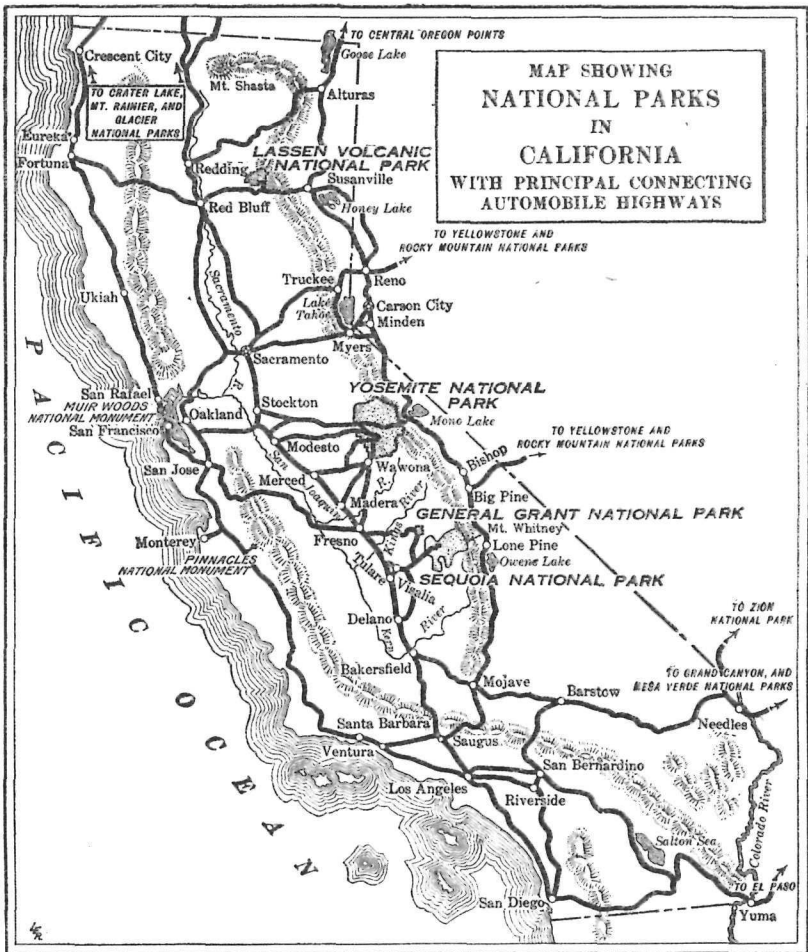 MAP SHOWING
NATIONAL PARKS
IN
CALIFORNIA
WITH PRINCIPAL CONNECTING
AUTOMOBILE HIGHWAYS
TO CENTRAL OREGON POINTS
Goose Lake
Crescent City
Mt. Shasta
Alturas
TO CRATER LAKE,
MT. RAINIER, AND
GLACIER
NATIONAL PARKS
Eureka
Fortuna
Redding
LASSEN VOLCANIC
NATIONAL PARK
Susanville
Red Bluff
Honey Lake
TO YELLOWSTONE AND
ROCKY MOUNTAIN NATIONAL PARKS
Truckee
Reno
Ukiah
Sacramento
R.
Lake
Tahoe
Carson City
Minden
Myers
Sacramento
San Rafael
MUIR WOODS
NATIONAL MONUMENT
San Francisco
Oakland
Stockton
YOSEMITE NATIONAL
PARK
Mono Lake
TO YELLOWSTONE AND
ROCKY MOUNTAIN NATIONAL PARKS
Modesto
San Jose
Merced
San
Joaquin
R.
Wawona
Bishop
Big Pine
Madera
Kings River
GENERAL GRANT NATIONAL PARK
Mt. Whitney
Monterey
Fresno
Lone Pine
Owens Lake
PINNACLES
NATIONAL MONUMENT
Tulare
Visalia
SEQUOIA NATIONAL PARK
Delano
Kern
River
Bakersfield
TO ZION
NATIONAL PARK
Mojave
Barstow
TO GRAND CANYON, AND
MESA VERDE NATIONAL PARKS
Needles
Santa Barbara
Ventura
Saugus
San Bernardino
Los Angeles
Riverside
Salton Sea
Colorado River
San Diego
TO EL PASO
Yuma
PACIFIC OCEAN